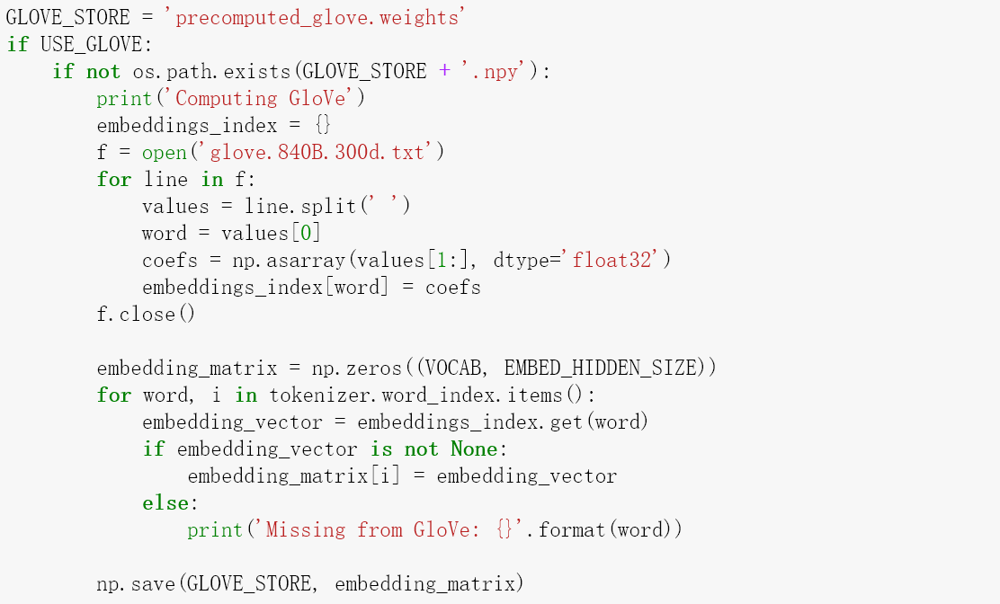 GLOVE_STORE = 'precomputed_glove.weights'
if USE_GLOVE:
    if not os.path.exists(GLOVE_STORE + '.npy'):
        print('Computing GloVe')
        embeddings_index = {}
        f = open('glove.840B.300d.txt')
        for line in f:
            values = line.split(' ')
            word = values[0]
            coefs = np.asarray(values[1:], dtype='float32')
            embeddings_index[word] = coefs
        f.close()

        embedding_matrix = np.zeros((VOCAB, EMBED_HIDDEN_SIZE))
        for word, i in tokenizer.word_index.items():
            embedding_vector = embeddings_index.get(word)
            if embedding_vector is not None:
                embedding_matrix[i] = embedding_vector
            else:
                print('Missing from GloVe: {}'.format(word))

        np.save(GLOVE_STORE, embedding_matrix)